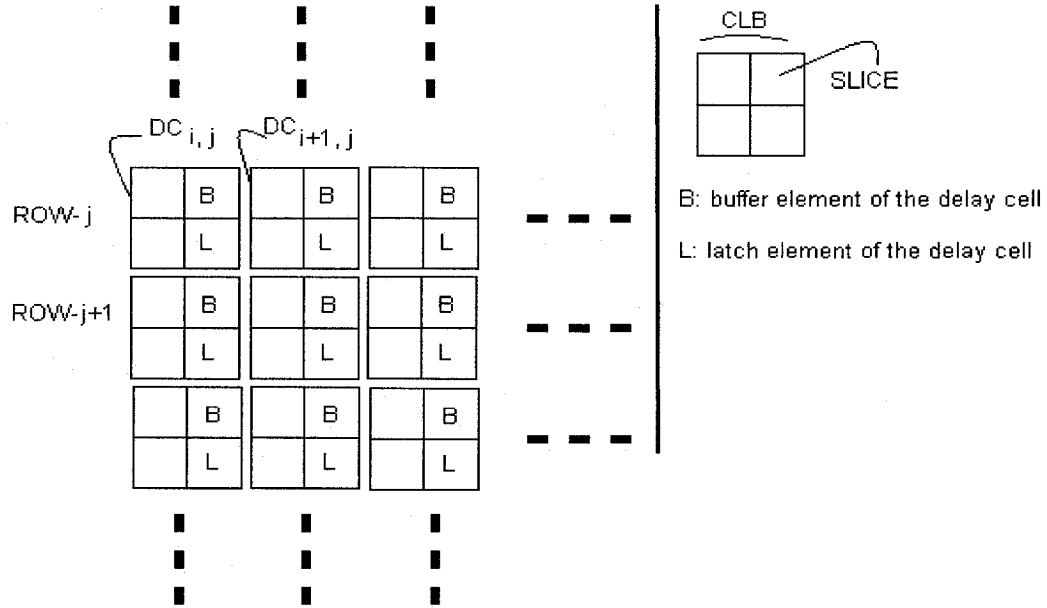 DC i, j DC i+1, j
ROW-j
B B B
L L L
ROW-j+1
B B B
L L L
B B B
L L L
CLB
SLICE
B: buffer element of the delay cell
L: latch element of the delay cell